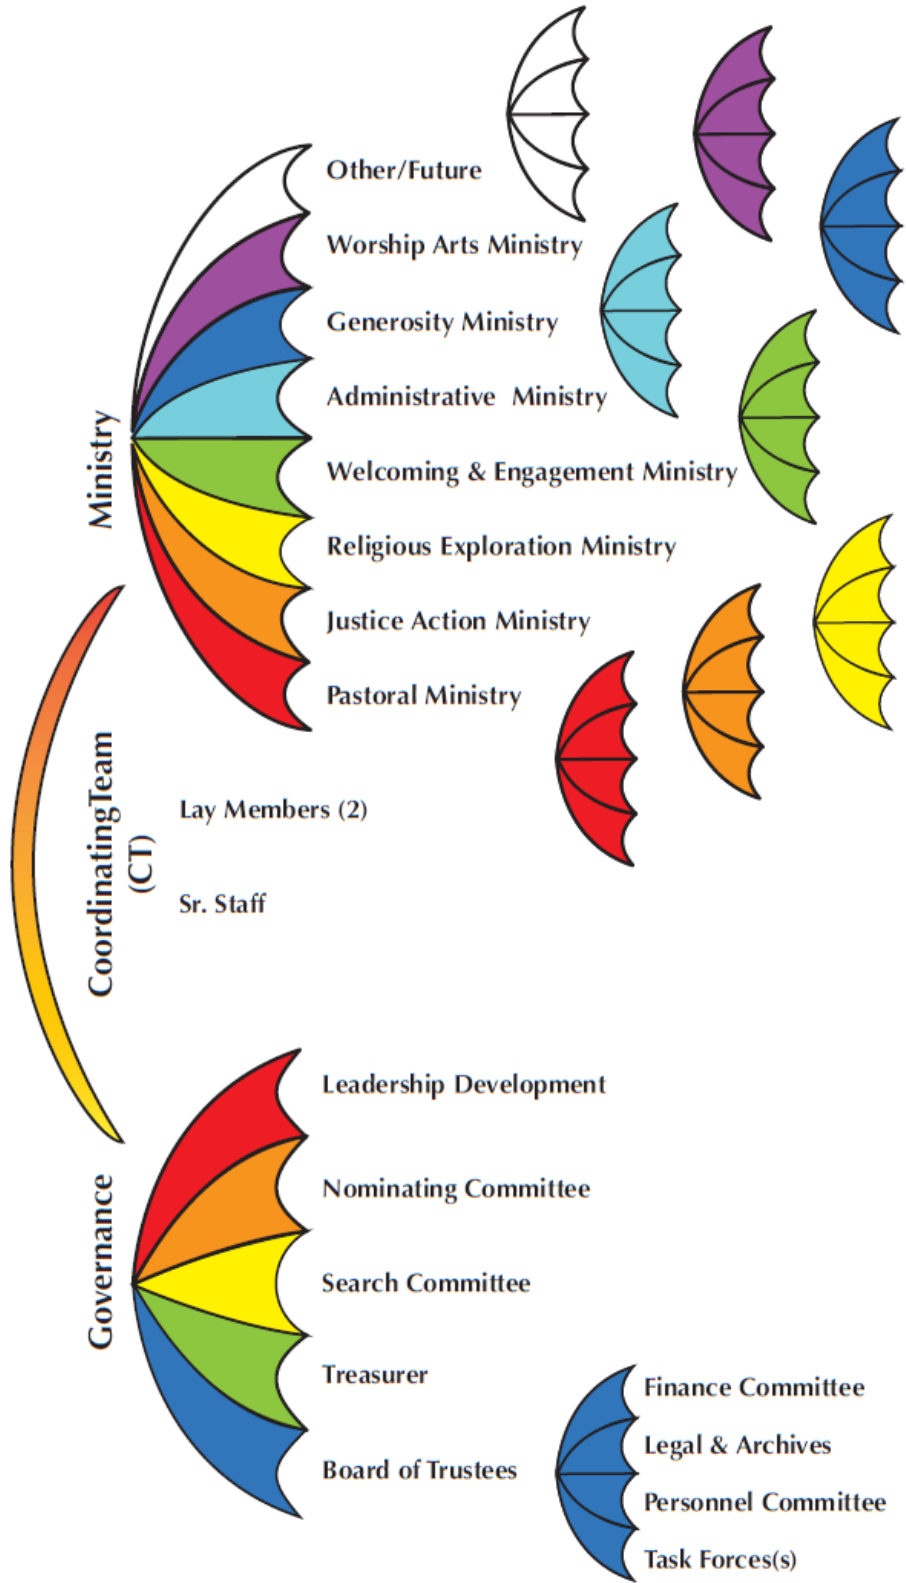 Other/Future
Worship Arts Ministry
Generosity Ministry
Administrative Ministry
Welcoming & Engagement Ministry
Religious Exploration Ministry
Justice Action Ministry
Pastoral Ministry
Ministry
CoordinatingTeam
(CT)
Lay Members (2)
Sr. Staff
Governance
Leadership Development
Nominating Committee
Search Committee
Treasurer
Board of Trustees
Finance Committee
Legal & Archives
Personnel Committee
Task Forces(s)